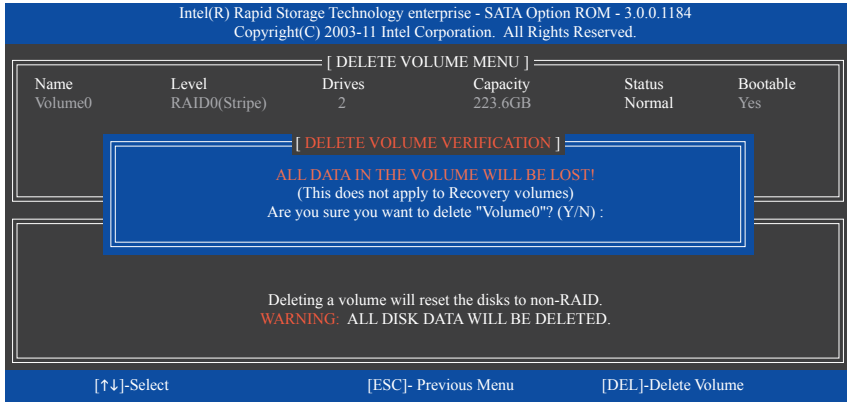 Intel(R) Rapid Storage Technology enterprise - SATA Option ROM - 3.0.0.1184
Copyright(C) 2003-11 Intel Corporation. All Rights Reserved.
[ DELETE VOLUME MENU ]
Name Level Drives Capacity Status Bootable
Volume0 RAID0(Stripe) 2 223.6GB Normal Yes
[ DELETE VOLUME VERIFICATION ]
ALL DATA IN THE VOLUME WILL BE LOST!
(This does not apply to Recovery volumes)
Are you sure you want to delete "Volume0"? (Y/N) :
Deleting a volume will reset the disks to non-RAID.
WARNING: ALL DISK DATA WILL BE DELETED.
[↑↓]-Select [ESC]- Previous Menu [DEL]-Delete Volume